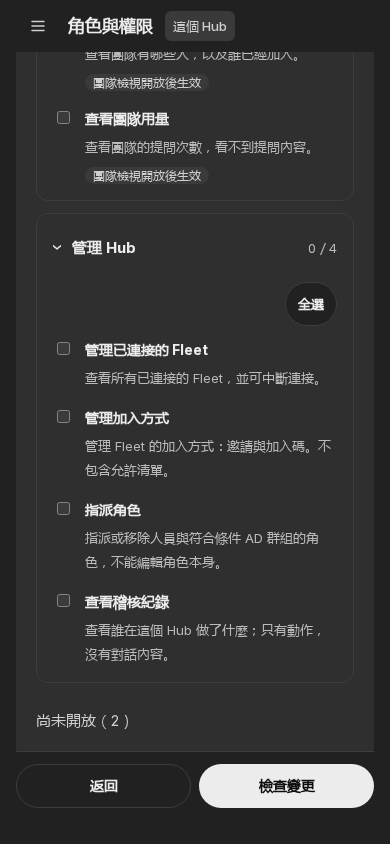 角色與權限
這個 Hub
查看團隊有哪些人，以及誰已經加入。
團隊檢視開放後生效
查看團隊用量
查看團隊的提問次數，看不到提問內容。
團隊檢視開放後生效
管理 Hub
0 / 4
全選
管理已連接的 Fleet
查看所有已連接的 Fleet，並可中斷連接。
管理加入方式
管理 Fleet 的加入方式：邀請與加入碼。不
包含允許清單。
指派角色
指派或移除人員與符合條件 AD 群組的角
色，不能編輯角色本身。
查看稽核紀錄
查看誰在這個 Hub 做了什麼；只有動作，
沒有對話內容。
尚未開放（2）
返回
檢查變更